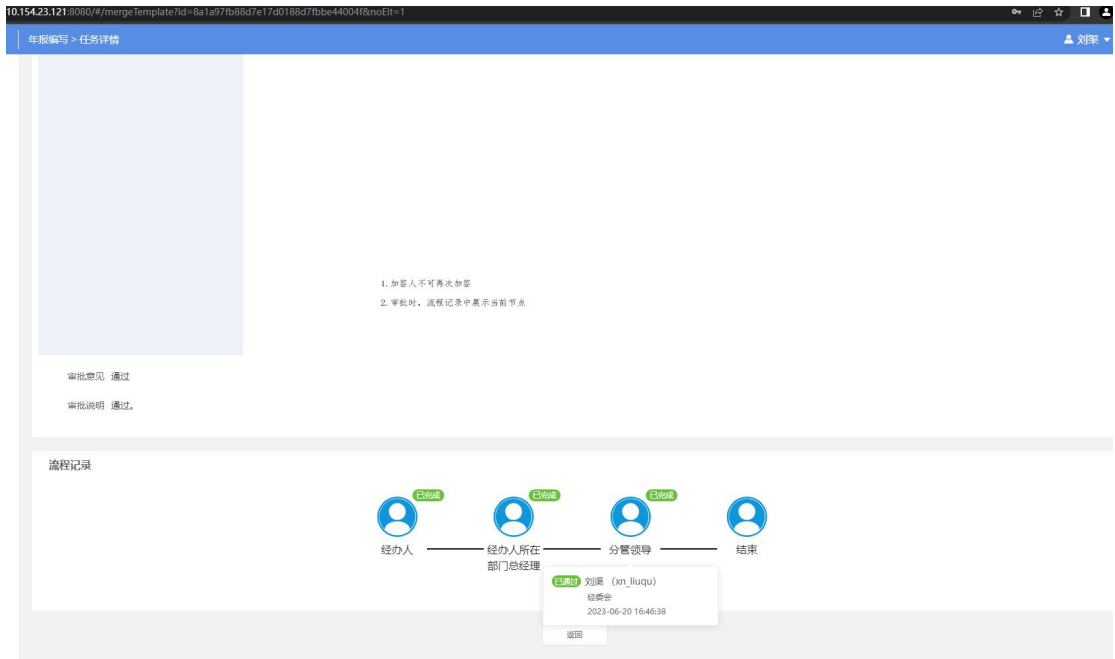 10.154.23.121:8080/#/mergeTemplate?id=8a1a97fb88d7e17d0188d7fbbe44004f&noEit=1
年报编写 > 任务详情
刘渠
1. 加签人不可再次加签
2. 审批时，流程记录中展示当前节点
审批意见 通过
审批说明 通过。
流程记录
已完成 已完成 已完成
经办人 经办人所在 分管领导 结束
部门总经理
已通过 刘渠 （xn_liuqu）
经委会
2023-06-20 16:46:38
返回